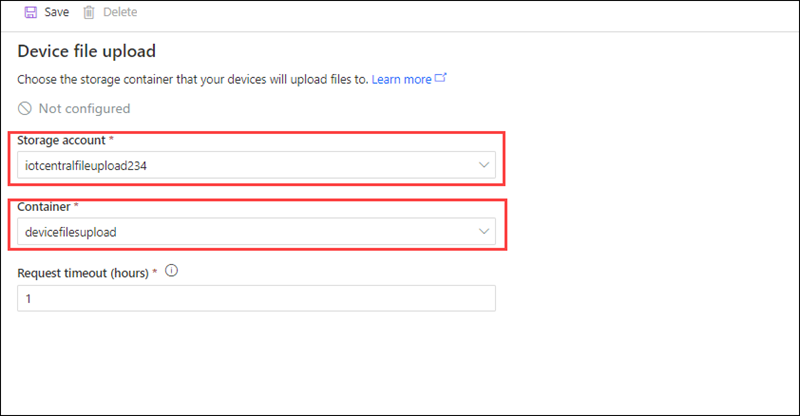 Save Delete
Device file upload
Choose the storage container that your devices will upload files to. Learn more
Not configured
Storage account *
iotcentralfileupload234
Container *
devicefilesupload
Request timeout (hours) *
1